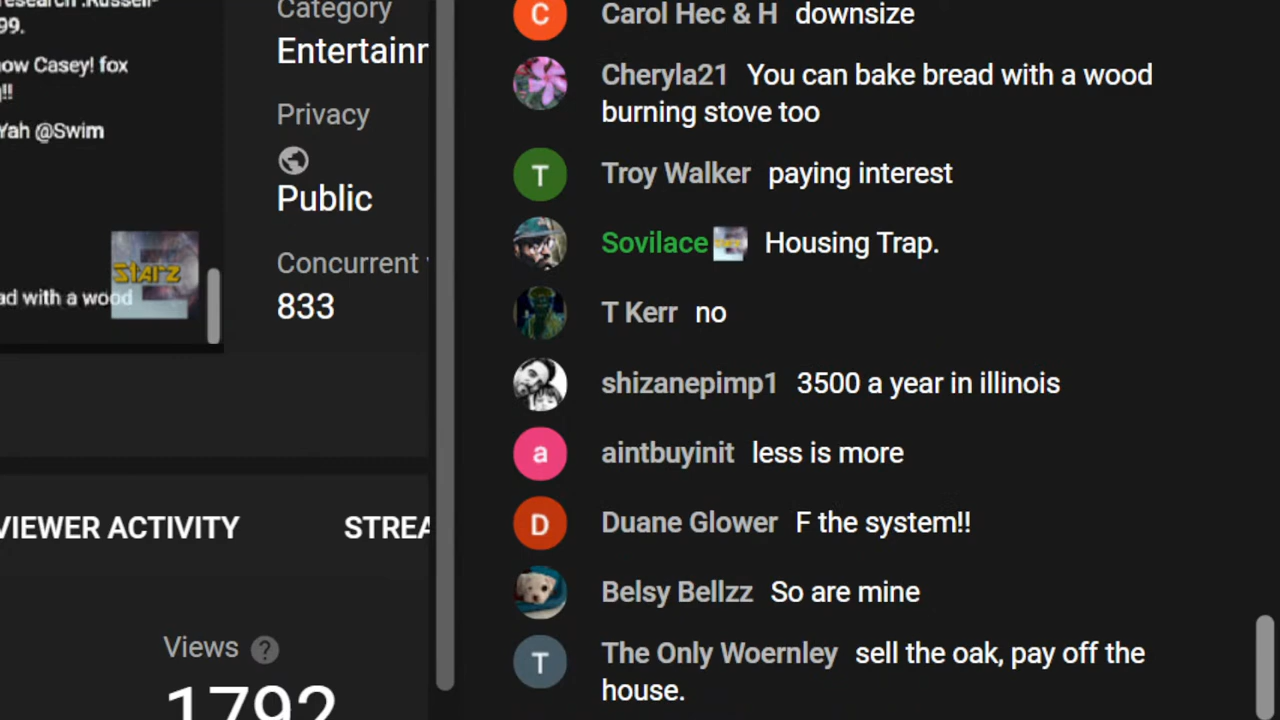 99.
ow Casey! fox
!!
Yah @Swim
Starz
ad with a wood
Category
Entertainr
Privacy
Public
Concurrent
833
VIEWER ACTIVITY
STREA
Views ?
1792
C Carol Hec & H downsize
Cheryla21 You can bake bread with a wood
burning stove too
T Troy Walker paying interest
Sovilace Housing Trap.
T Kerr no
shizanepimp1 3500 a year in illinois
a aintbuyinit less is more
D Duane Glower F the system!!
Belsy Bellzz So are mine
T The Only Woernley sell the oak, pay off the
house.